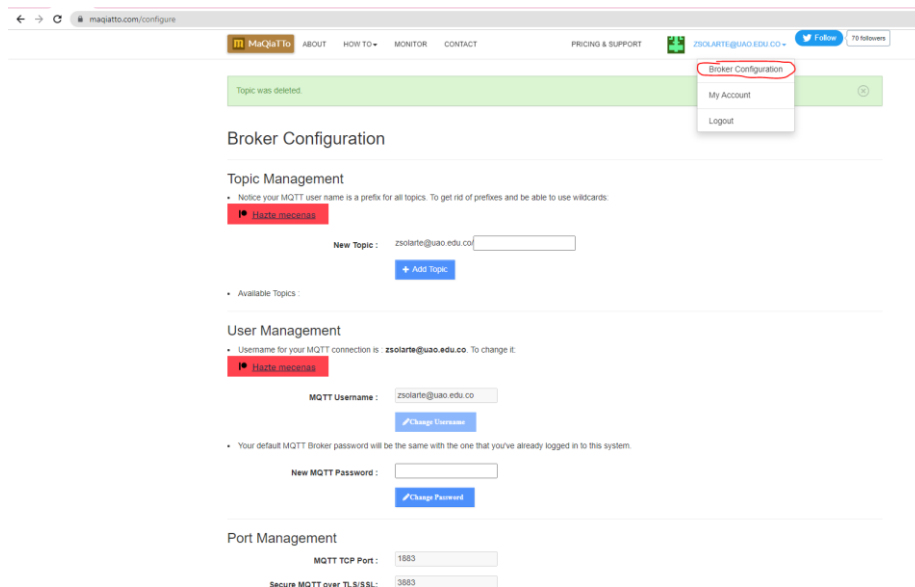 maqiatto.com/configure
m MaQiaTTo ABOUT HOW TO MONITOR CONTACT PRICING & SUPPORT ZSOLARTE@UAO.EDU.CO Follow 70 followers
Broker Configuration
My Account
Logout
Topic was deleted.
Broker Configuration
Topic Management
• Notice your MQTT user name is a prefix for all topics. To get rid of prefixes and be able to use wildcards:
Hazte mecenas
New Topic : zsolarte@uao.edu.co/
+ Add Topic
• Available Topics :
User Management
• Username for your MQTT connection is : zsolarte@uao.edu.co. To change it:
Hazte mecenas
MQTT Username : zsolarte@uao.edu.co
Change Username
• Your default MQTT Broker password will be the same with the one that you've already logged in to this system.
New MQTT Password :
Change Password
Port Management
MQTT TCP Port : 1883
Secure MQTT over TLS/SSL: 3883